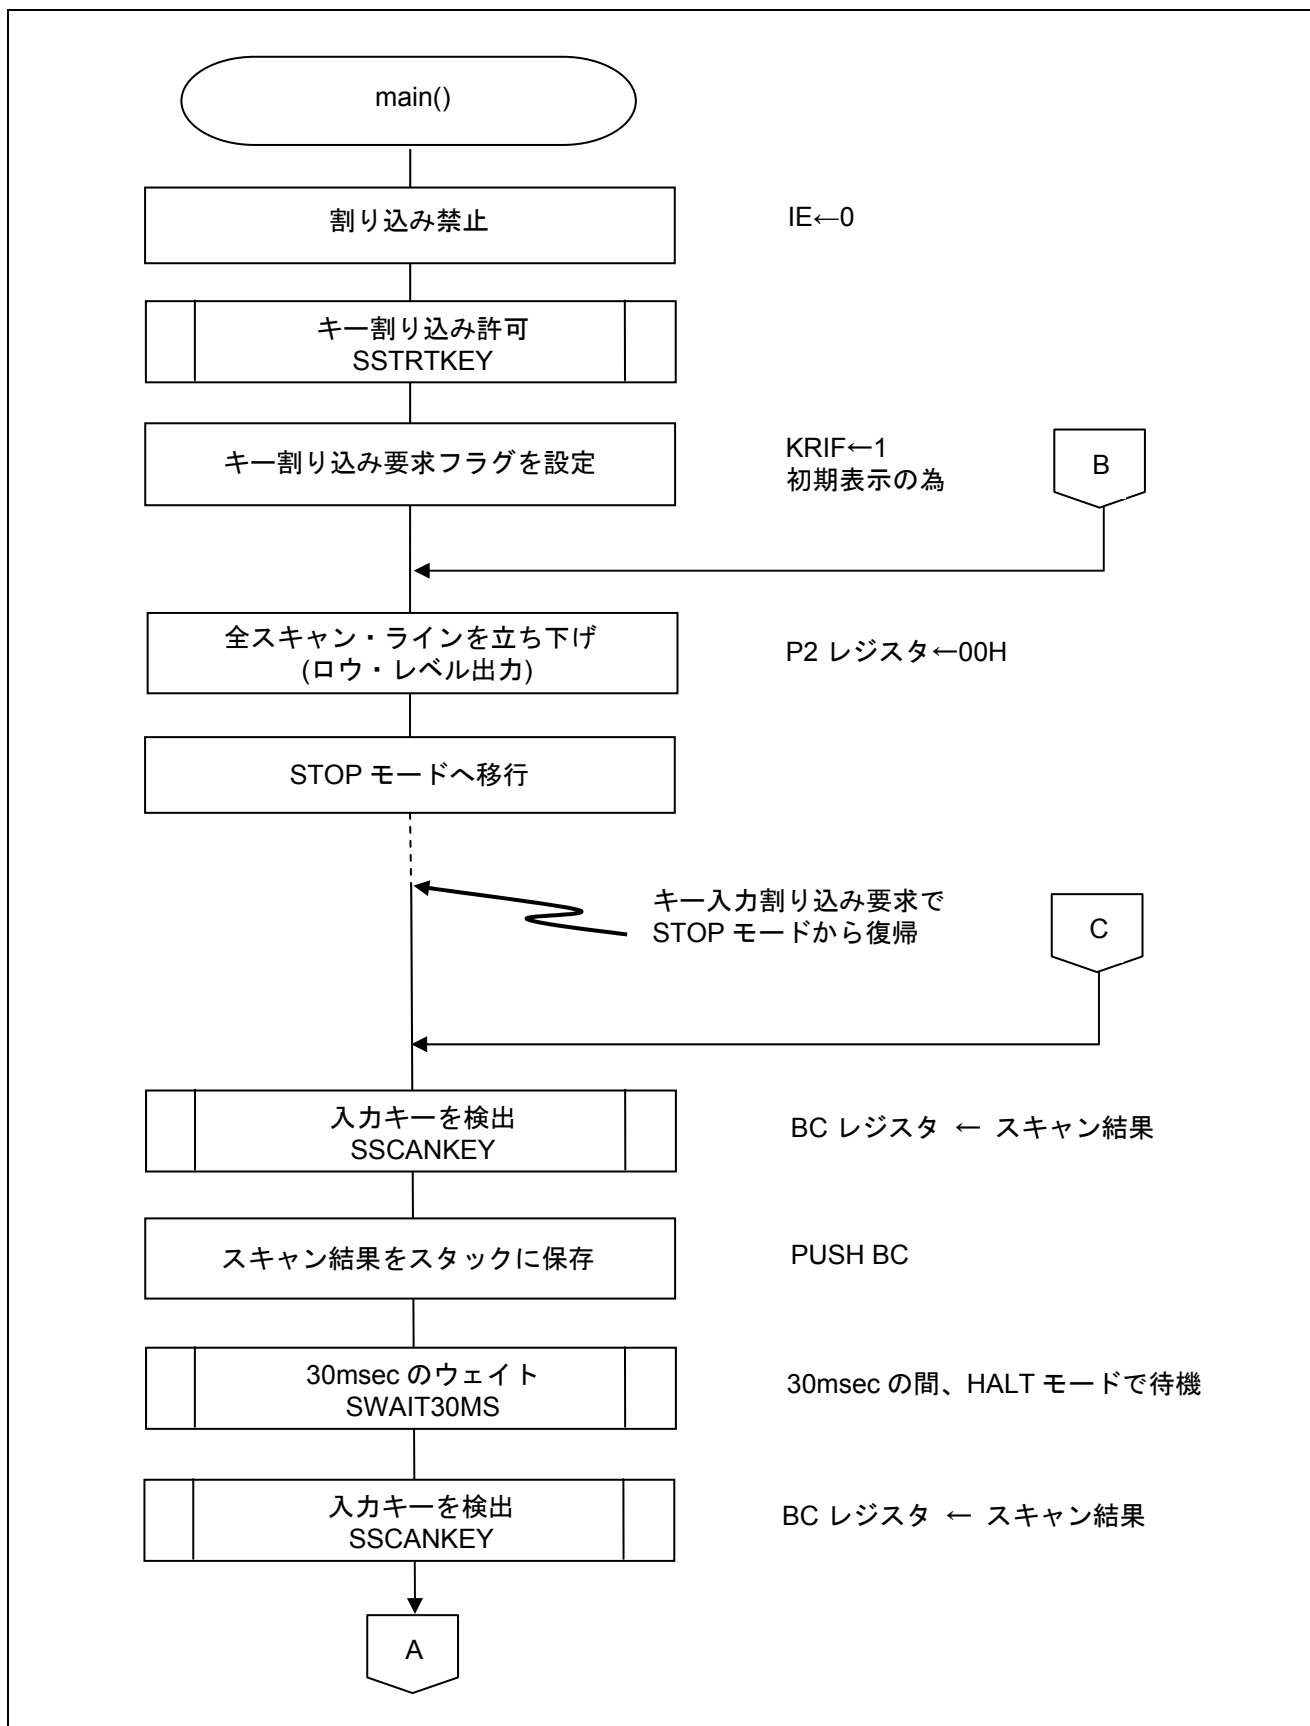 main()
割り込み禁止
IE←0
キー割り込み許可
SSTRTKEY
キー割り込み要求フラグを設定
KRIF←1
初期表示の為
B
全スキャン・ラインを立ち下げ
(ロウ・レベル出力)
P2 レジスタ←00H
STOP モードへ移行
キー入力割り込み要求で
STOP モードから復帰
C
入力キーを検出
SSCANKEY
BC レジスタ ← スキャン結果
スキャン結果をスタックに保存
PUSH BC
30msec のウェイト
SWAIT30MS
30msec の間、HALT モードで待機
入力キーを検出
SSCANKEY
BC レジスタ ← スキャン結果
A